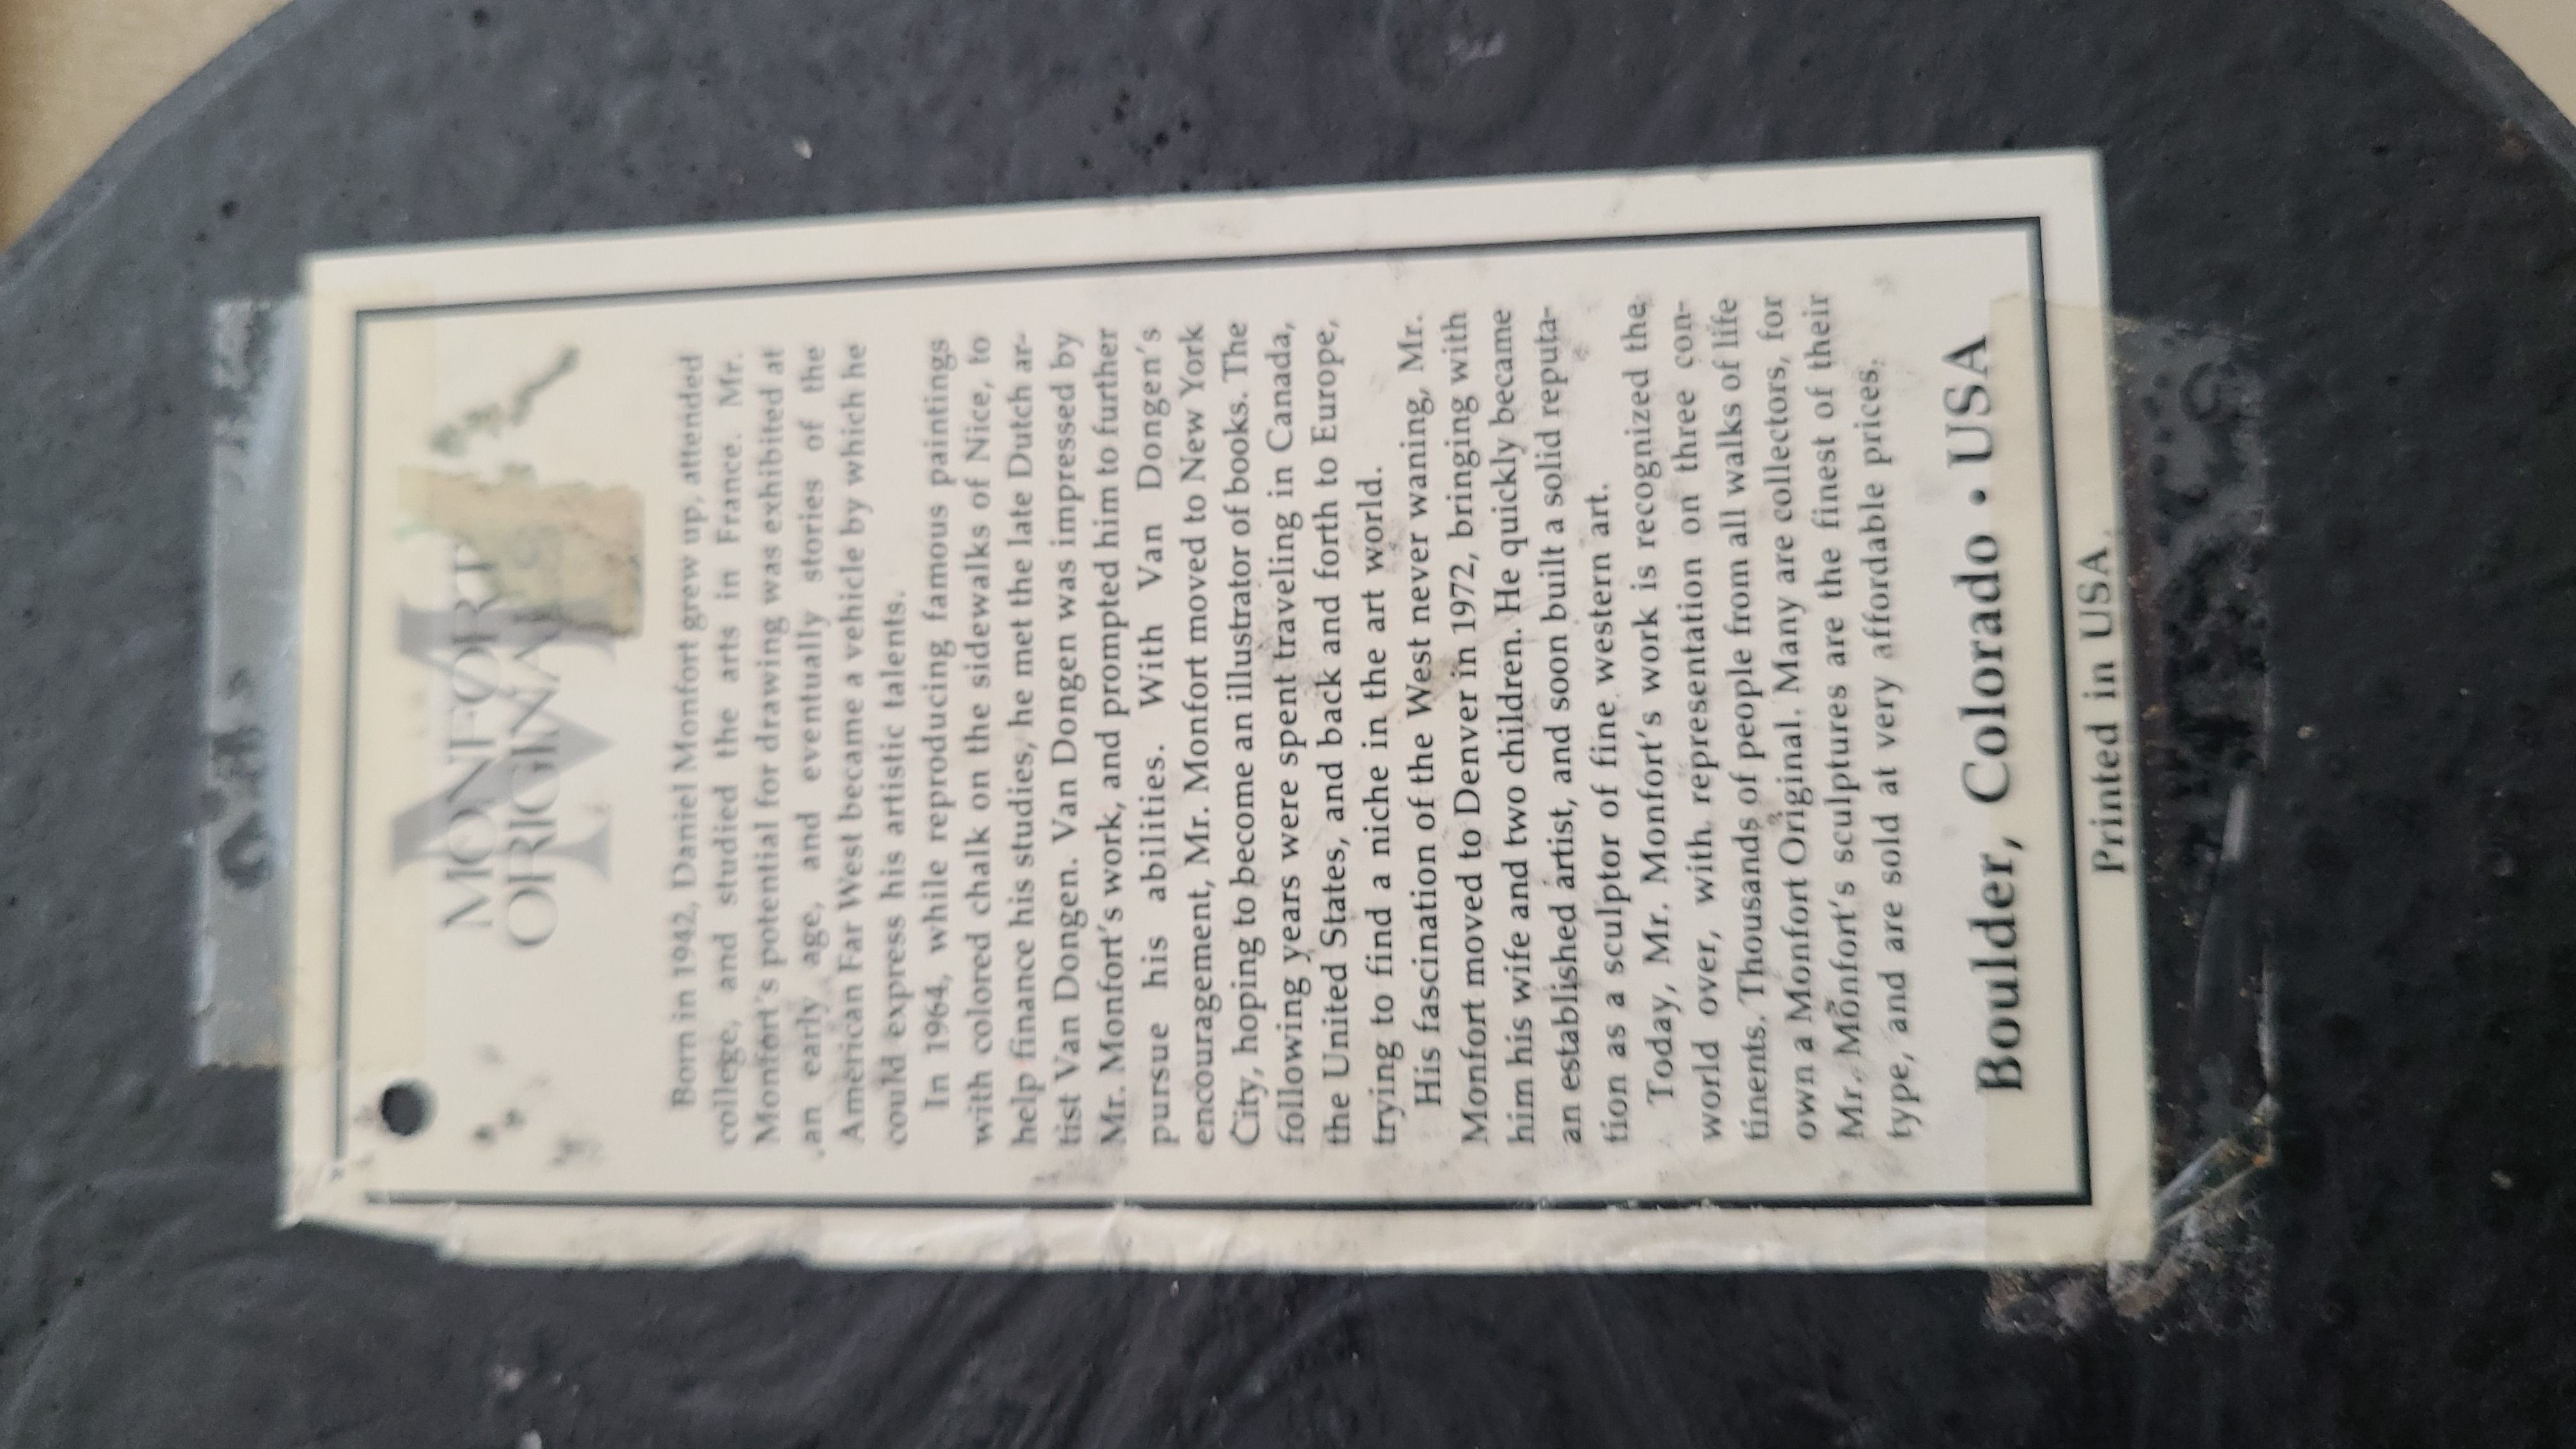 MONFORT
ORIGINAL
Born in 1942, Daniel Monfort grew up, attended
college, and studied the arts in France. Mr.
Monfort's potential for drawing was exhibited at
an early age, and eventually stories of the
American Far West became a vehicle by which he
could express his artistic talents.
In 1964, while reproducing famous paintings
with colored chalk on the sidewalks of Nice, to
help finance his studies, he met the late Dutch ar-
tist Van Dongen. Van Dongen was impressed by
Mr. Monfort's work, and prompted him to further
pursue his abilities. With Van Dongen's
encouragement, Mr. Monfort moved to New York
City, hoping to become an illustrator of books. The
following years were spent traveling in Canada,
the United States, and back and forth to Europe,
trying to find a niche in the art world.
His fascination of the West never waning, Mr.
Monfort moved to Denver in 1972, bringing with
him his wife and two children. He quickly became
an established artist, and soon built a solid reputa-
tion as a sculptor of fine western art.
Today, Mr. Monfort's work is recognized the
world over, with representation on three con-
tinents. Thousands of people from all walks of life
own a Monfort Original. Many are collectors, for
Mr. Monfort's sculptures are the finest of their
type, and are sold at very affordable prices.
Boulder, Colorado • USA
Printed in USA